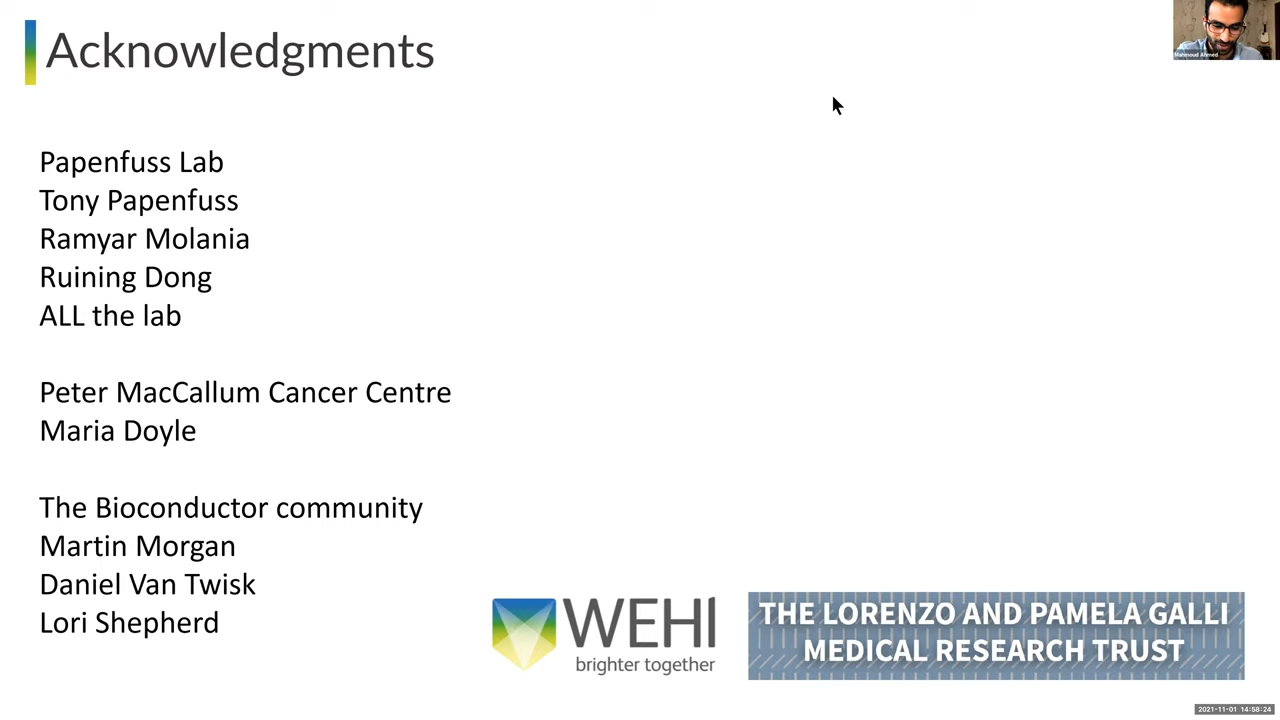 Acknowledgments
Mahmoud Ahmed
Papenfuss Lab
Tony Papenfuss
Ramyar Molania
Ruining Dong
ALL the lab
Peter MacCallum Cancer Centre
Maria Doyle
The Bioconductor community
Martin Morgan
Daniel Van Twisk
Lori Shepherd
WEHI
brighter together
THE LORENZO AND PAMELA GALLI
MEDICAL RESEARCH TRUST
2021-11-01 14:58:24